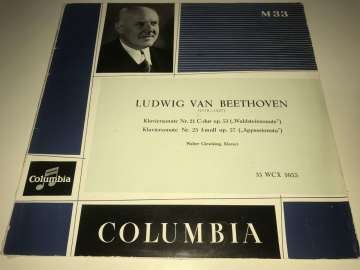 M 33
LUDWIG VAN BEETHOVEN
Klaviersonate Nr. 21 C-dur op. 53 („Waldsteinsonate")
Klaviersonate Nr. 23 f-moll op. 57 („Appassionata")
Walter Gieseking, Klavier
33 WCX 1055
Columbia
COLUMBIA